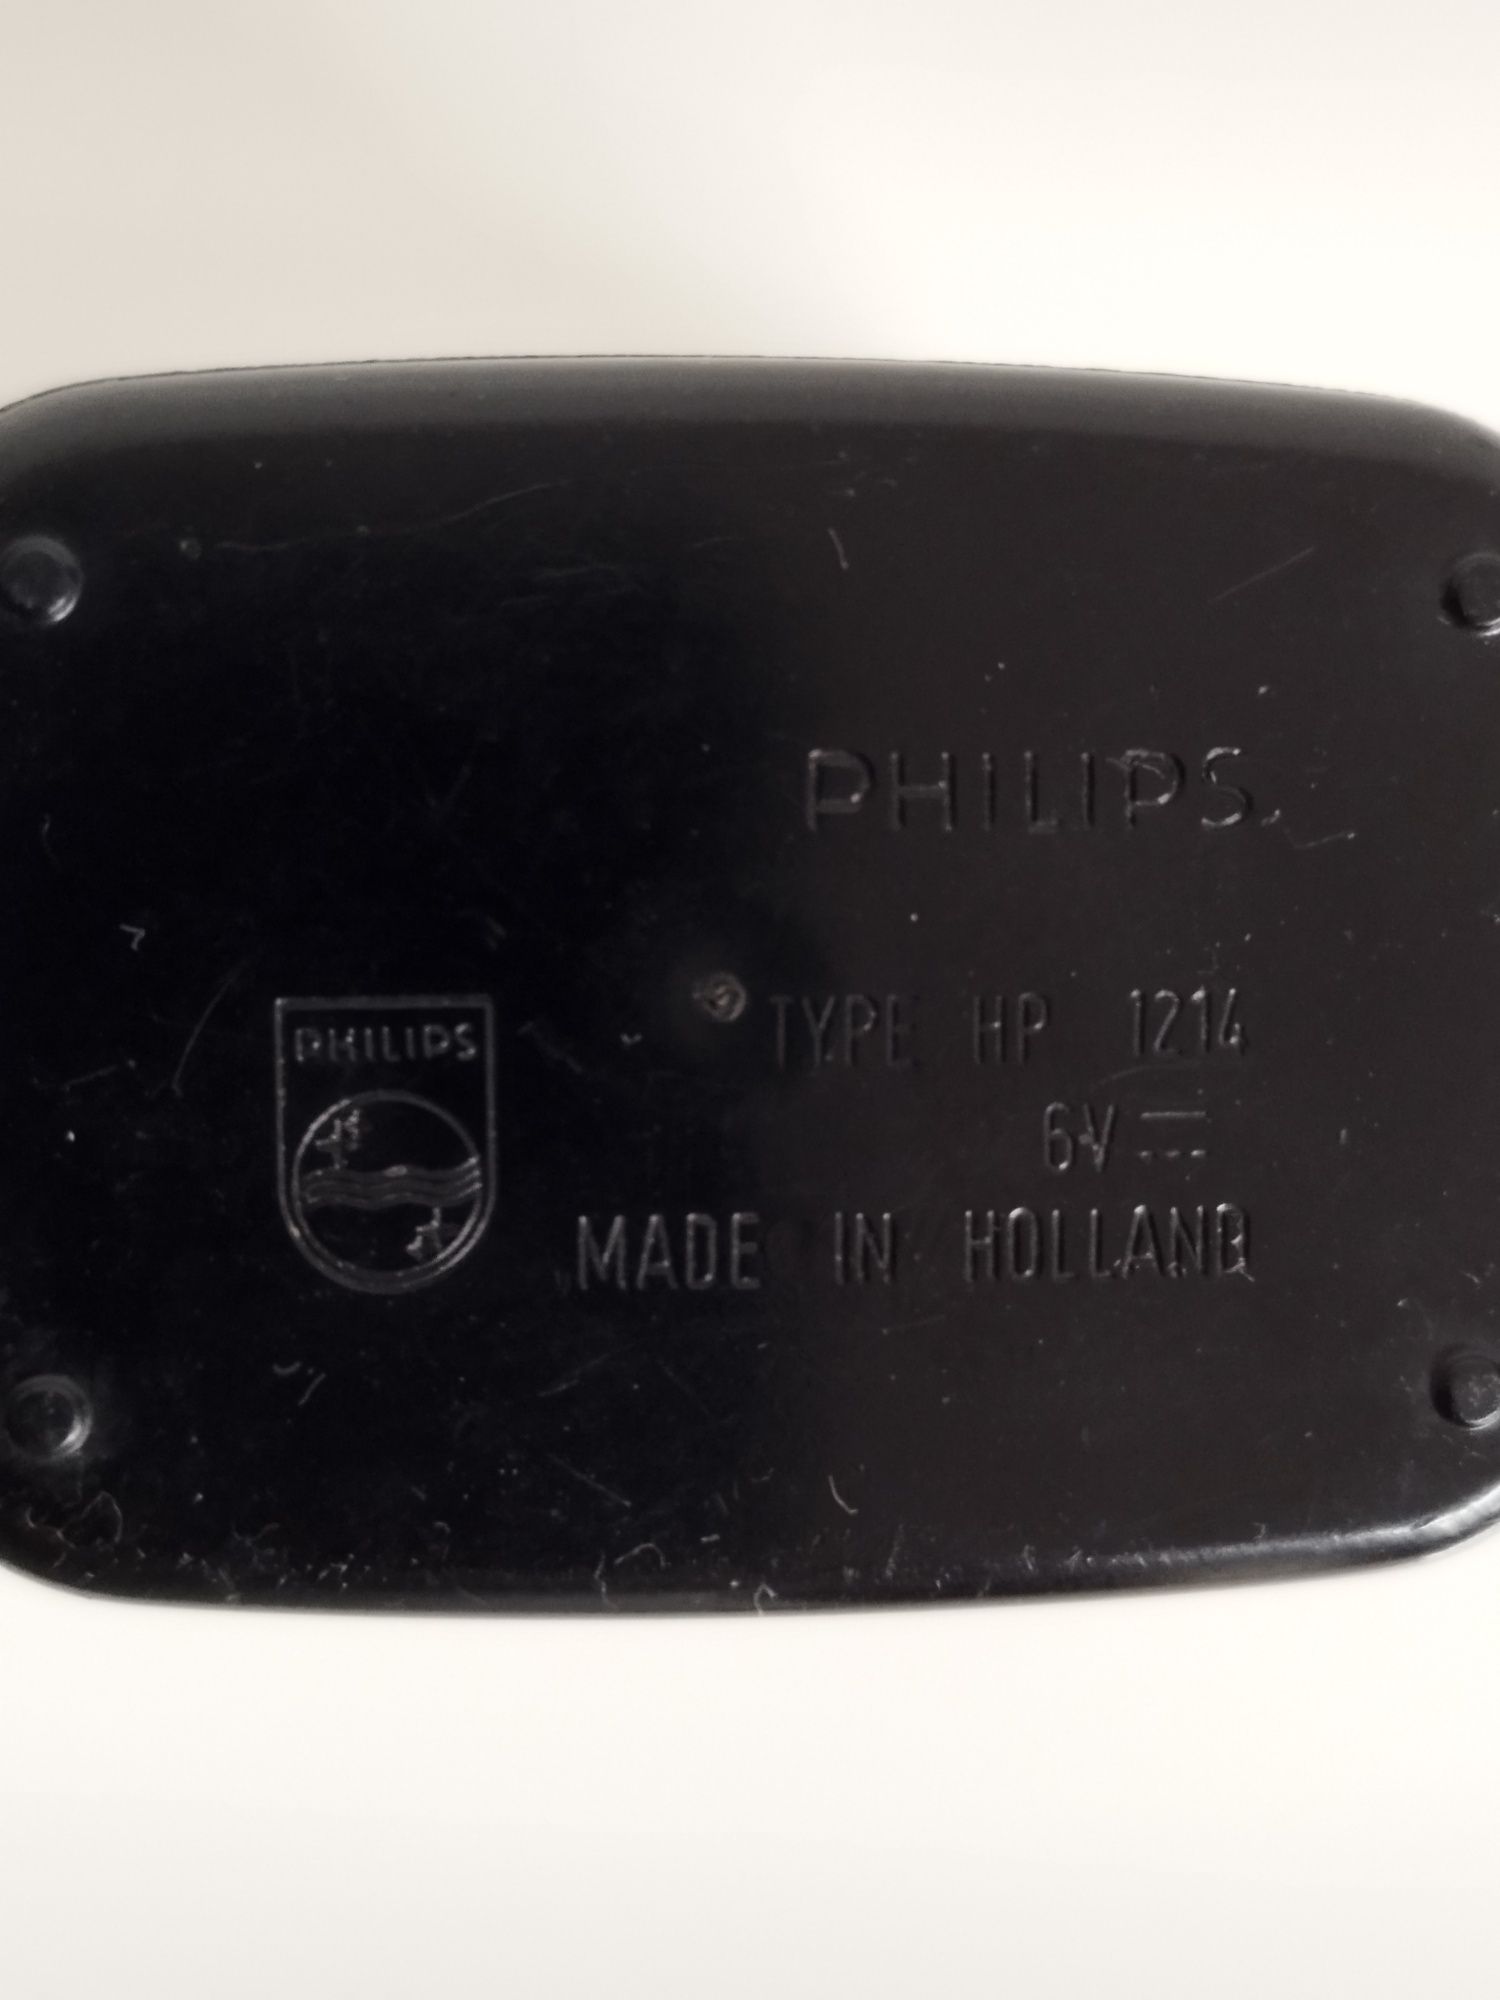 PHILIPS
TYPE HP 1214
PHILIPS
6V ⎓
MADE IN HOLLAND